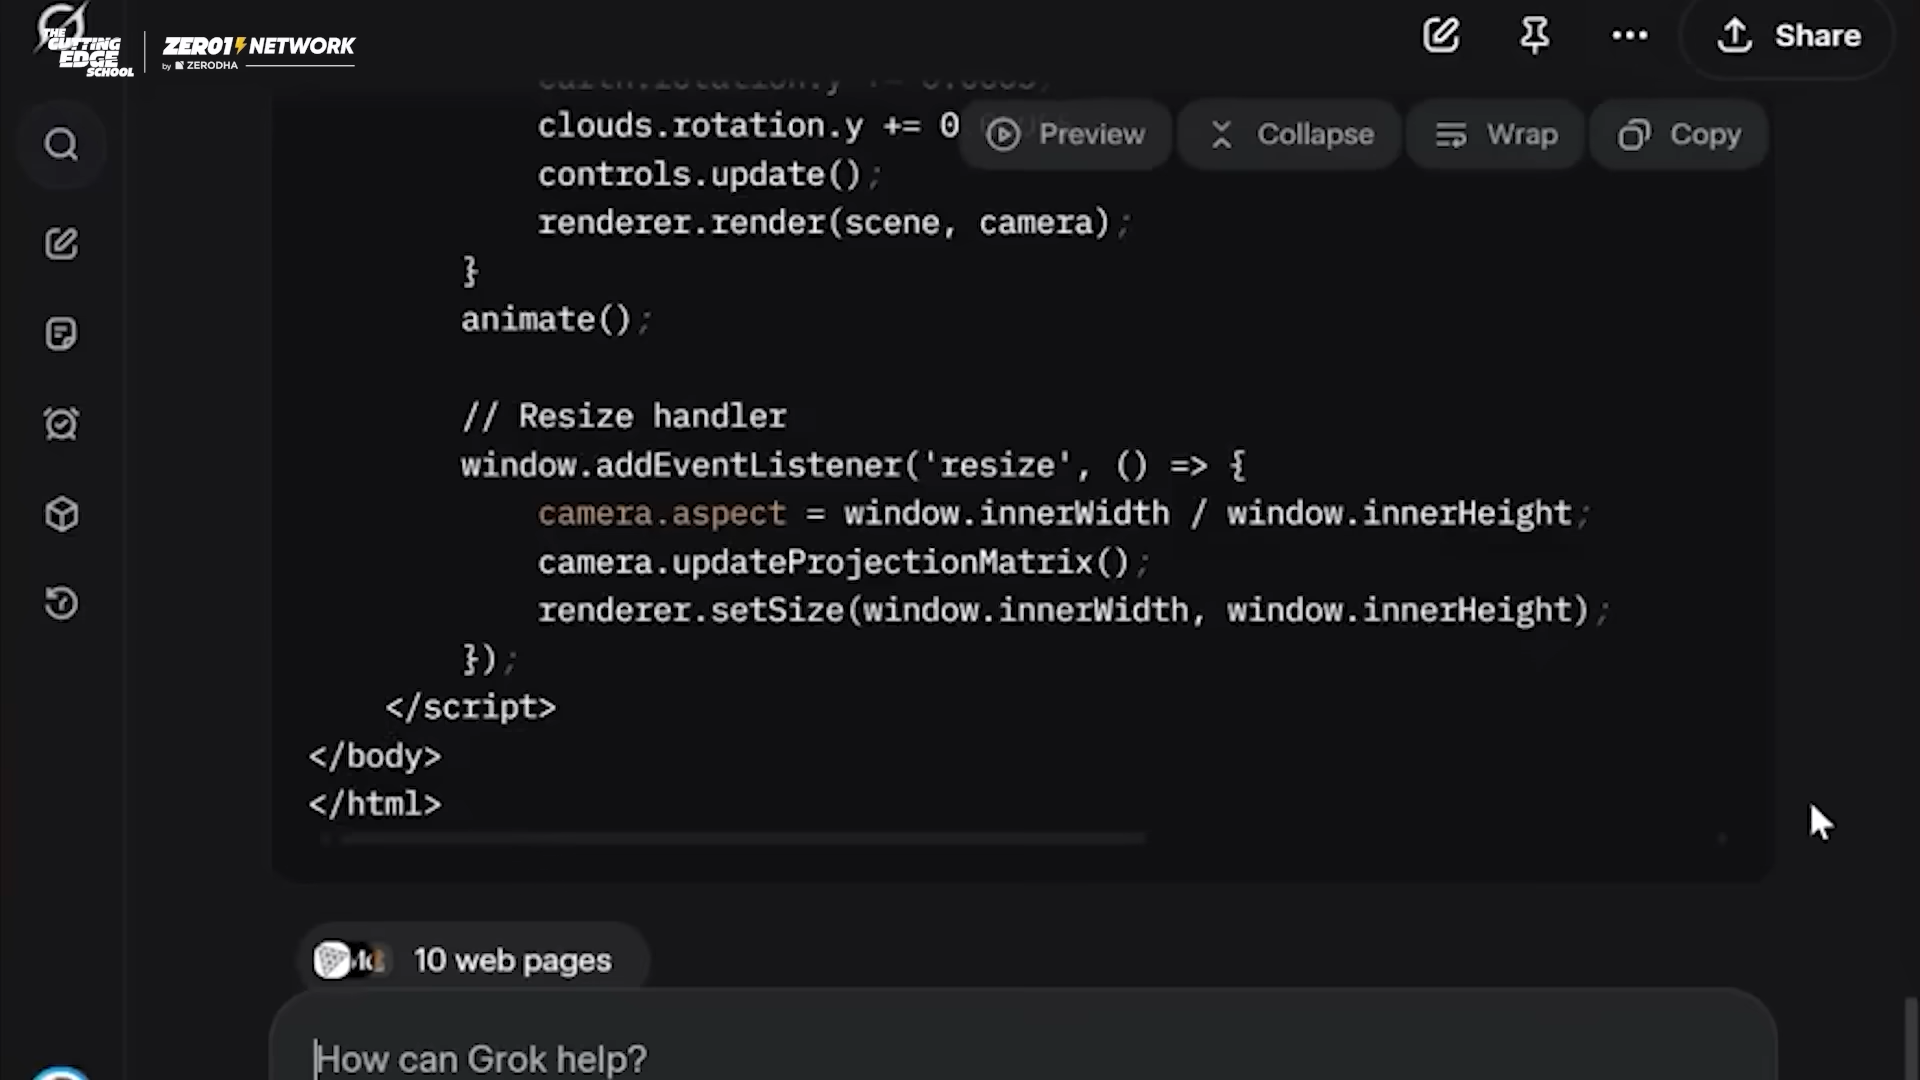 THE CUTTING EDGE SCHOOL
ZERO1 NETWORK
by ZERODHA
Share
earth.rotation.y +=
clouds.rotation.y += 0
Preview
Collapse
Wrap
Copy
controls.update();
renderer.render(scene, camera);
}
animate();
// Resize handler
window.addEventListener('resize', () => {
camera.aspect = window.innerWidth / window.innerHeight;
camera.updateProjectionMatrix();
renderer.setSize(window.innerWidth, window.innerHeight);
});
</script>
</body>
</html>
10 web pages
How can Grok help?